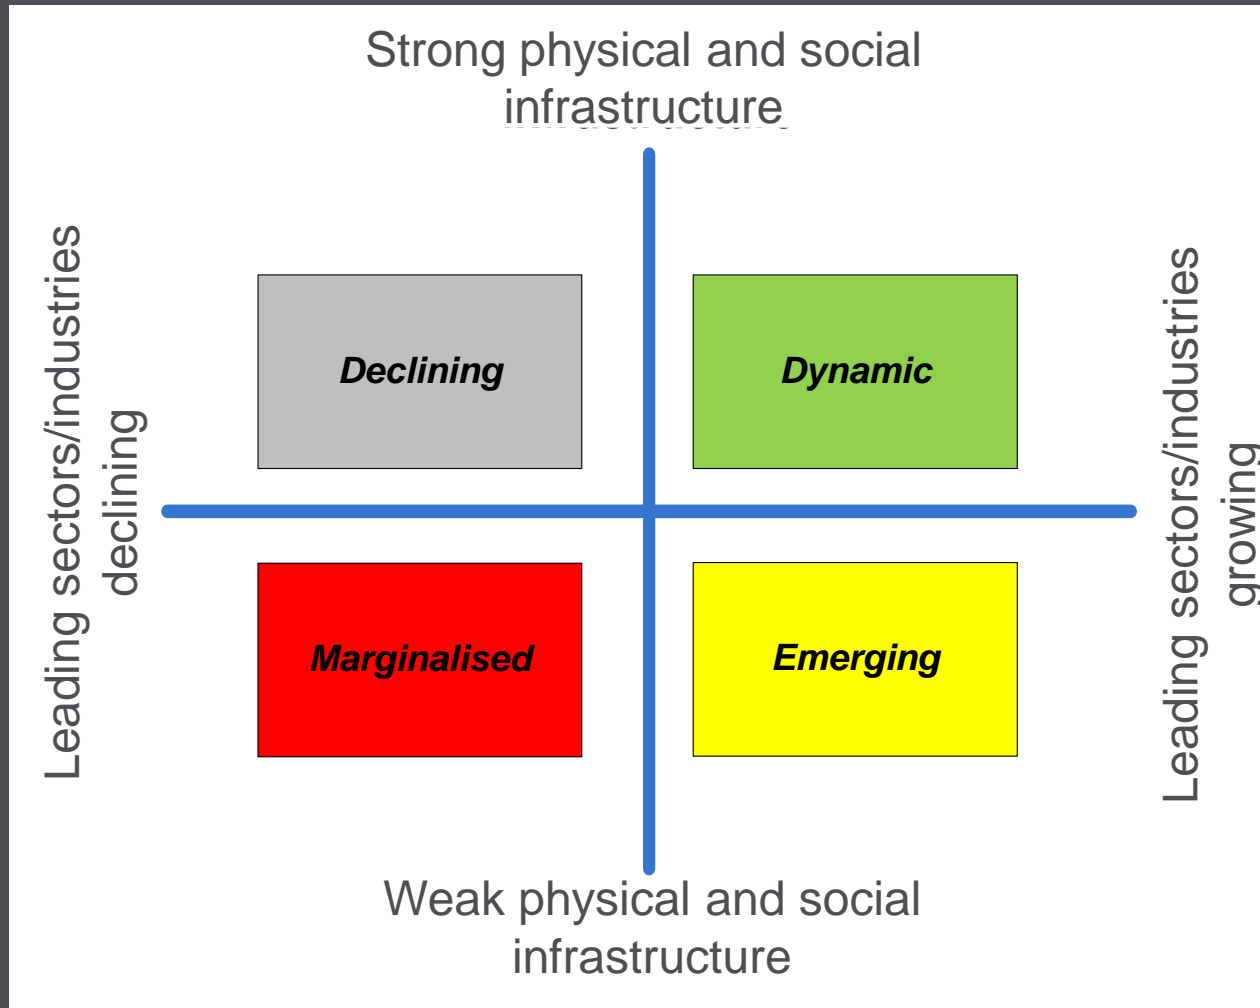 Strong physical and social
infrastructure
Leading sectors/industries
declining
Declining
Dynamic
Leading sectors/industries
growing
Marginalised
Emerging
Weak physical and social
infrastructure